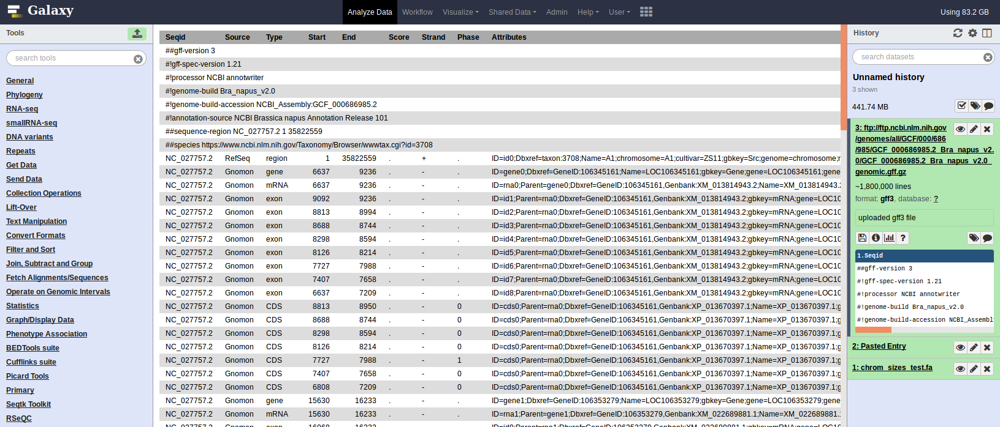 Galaxy
Analyze Data Workflow Visualize Shared Data Admin Help User
Using 83.2 GB
Tools
search tools
General
Phylogeny
RNA-seq
smallRNA-seq
DNA variants
Repeats
Get Data
Send Data
Collection Operations
Lift-Over
Text Manipulation
Convert Formats
Filter and Sort
Join, Subtract and Group
Fetch Alignments/Sequences
Operate on Genomic Intervals
Statistics
Graph/Display Data
Phenotype Association
BEDTools suite
Cufflinks suite
Picard Tools
Primary
Seqtk Toolkit
RSeQC
Seqid Source Type Start End Score Strand Phase Attributes
##gff-version 3
#!gff-spec-version 1.21
#!processor NCBI annotwriter
#!genome-build Bra_napus_v2.0
#!genome-build-accession NCBI_Assembly:GCF_000686985.2
#!annotation-source NCBI Brassica napus Annotation Release 101
##sequence-region NC_027757.2 1 35822559
##species https://www.ncbi.nlm.nih.gov/Taxonomy/Browser/wwwtax.cgi?id=3708
NC_027757.2 RefSeq region 1 35822559 . + . ID=id0;Dbxref=taxon:3708;Name=A1;chromosome=A1;cultivar=ZS11;gbkey=Src;genome=chromosome;
NC_027757.2 Gnomon gene 6637 9236 . - . ID=gene0;Dbxref=GeneID:106345161;Name=LOC106345161;gbkey=Gene;gene=LOC106345161;gene
NC_027757.2 Gnomon mRNA 6637 9236 . - . ID=rna0;Parent=gene0;Dbxref=GeneID:106345161,Genbank:XM_013814943.2;Name=XM_013814943.2
NC_027757.2 Gnomon exon 9092 9236 . - . ID=id1;Parent=rna0;Dbxref=GeneID:106345161,Genbank:XM_013814943.2;gbkey=mRNA;gene=LOC10
NC_027757.2 Gnomon exon 8813 8994 . - . ID=id2;Parent=rna0;Dbxref=GeneID:106345161,Genbank:XM_013814943.2;gbkey=mRNA;gene=LOC10
NC_027757.2 Gnomon exon 8688 8744 . - . ID=id3;Parent=rna0;Dbxref=GeneID:106345161,Genbank:XM_013814943.2;gbkey=mRNA;gene=LOC10
NC_027757.2 Gnomon exon 8298 8594 . - . ID=id4;Parent=rna0;Dbxref=GeneID:106345161,Genbank:XM_013814943.2;gbkey=mRNA;gene=LOC10
NC_027757.2 Gnomon exon 8126 8214 . - . ID=id5;Parent=rna0;Dbxref=GeneID:106345161,Genbank:XM_013814943.2;gbkey=mRNA;gene=LOC10
NC_027757.2 Gnomon exon 7727 7988 . - . ID=id6;Parent=rna0;Dbxref=GeneID:106345161,Genbank:XM_013814943.2;gbkey=mRNA;gene=LOC10
NC_027757.2 Gnomon exon 7407 7658 . - . ID=id7;Parent=rna0;Dbxref=GeneID:106345161,Genbank:XM_013814943.2;gbkey=mRNA;gene=LOC10
NC_027757.2 Gnomon exon 6637 7209 . - . ID=id8;Parent=rna0;Dbxref=GeneID:106345161,Genbank:XM_013814943.2;gbkey=mRNA;gene=LOC10
NC_027757.2 Gnomon CDS 8813 8950 . - 0 ID=cds0;Parent=rna0;Dbxref=GeneID:106345161,Genbank:XP_013670397.1;Name=XP_013670397.1;g
NC_027757.2 Gnomon CDS 8688 8744 . - 0 ID=cds0;Parent=rna0;Dbxref=GeneID:106345161,Genbank:XP_013670397.1;Name=XP_013670397.1;g
NC_027757.2 Gnomon CDS 8298 8594 . - 0 ID=cds0;Parent=rna0;Dbxref=GeneID:106345161,Genbank:XP_013670397.1;Name=XP_013670397.1;g
NC_027757.2 Gnomon CDS 8126 8214 . - 0 ID=cds0;Parent=rna0;Dbxref=GeneID:106345161,Genbank:XP_013670397.1;Name=XP_013670397.1;g
NC_027757.2 Gnomon CDS 7727 7988 . - 1 ID=cds0;Parent=rna0;Dbxref=GeneID:106345161,Genbank:XP_013670397.1;Name=XP_013670397.1;g
NC_027757.2 Gnomon CDS 7407 7658 . - 0 ID=cds0;Parent=rna0;Dbxref=GeneID:106345161,Genbank:XP_013670397.1;Name=XP_013670397.1;g
NC_027757.2 Gnomon CDS 6808 7209 . - 0 ID=cds0;Parent=rna0;Dbxref=GeneID:106345161,Genbank:XP_013670397.1;Name=XP_013670397.1;g
NC_027757.2 Gnomon gene 15630 16233 . - . ID=gene1;Dbxref=GeneID:106353279;Name=LOC106353279;gbkey=Gene;gene=LOC106353279;gene
NC_027757.2 Gnomon mRNA 15630 16233 . - . ID=rna1;Parent=gene1;Dbxref=GeneID:106353279,Genbank:XM_022689881.1;Name=XM_022689881.
NC_027757.2 Gnomon exon 16068 16233 . - . ID=id9;Parent=rna1;Dbxref=GeneID:106353279,Genbank:XM_022689881.1;gbkey=mRNA;gene=LOC10
History
search datasets
Unnamed history
3 shown
441.74 MB
3: ftp://ftp.ncbi.nlm.nih.gov
/genomes/all/GCF/000/686
/985/GCF_000686985.2_Bra_napus_v2.
0/GCF_000686985.2_Bra_napus_v2.0_
genomic.gff.gz
~1,800,000 lines
format: gff3, database: ?
uploaded gff3 file
1.Seqid
##gff-version 3
#!gff-spec-version 1.21
#!processor NCBI annotwriter
#!genome-build Bra_napus_v2.0
#!genome-build-accession NCBI_Assembl
2: Pasted Entry
1: chrom_sizes_test.fa